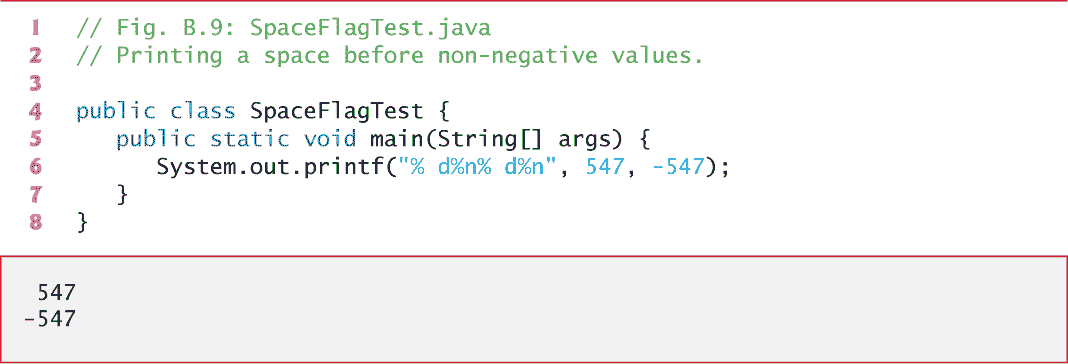 1 // Fig. B.9: SpaceFlagTest.java
2 // Printing a space before non-negative values.
3
4 public class SpaceFlagTest {
5    public static void main(String[] args) {
6       System.out.printf("% d%n% d%n", 547, -547);
7    }
8 }
 547
-547